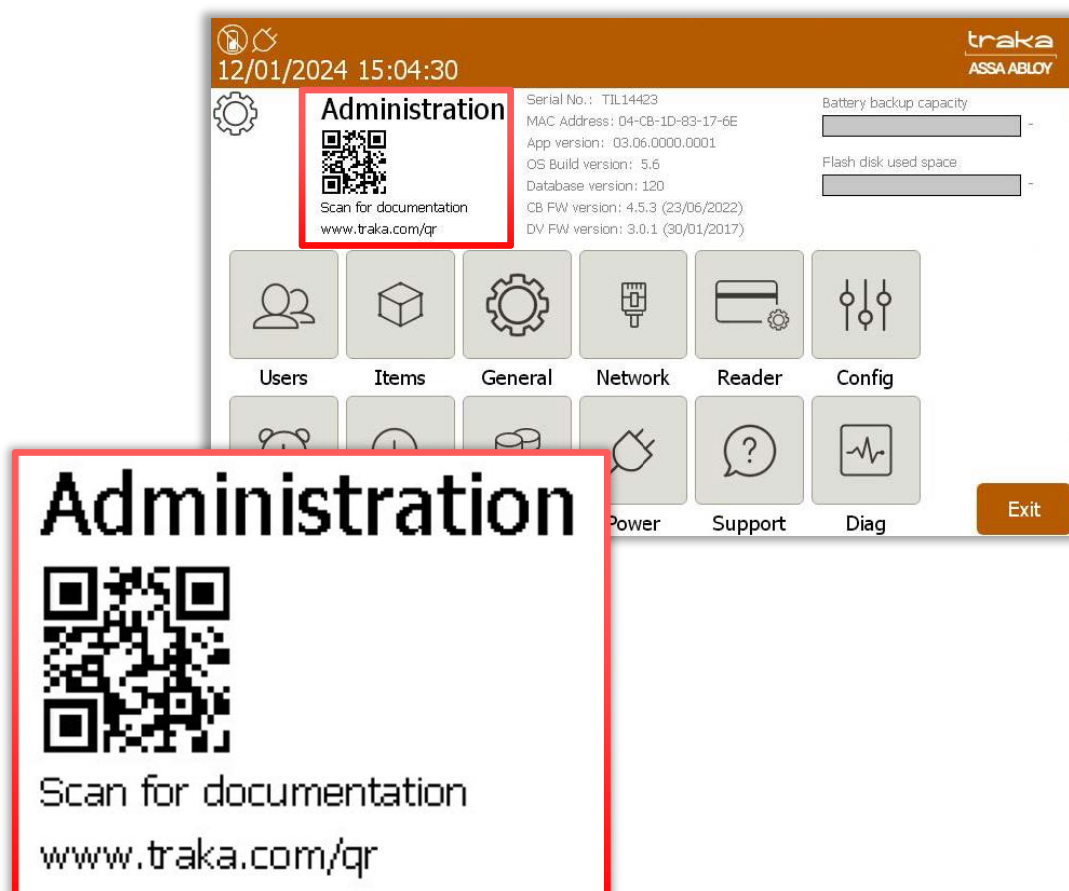 12/01/2024 15:04:30
traka
ASSA ABLOY
Administration
Scan for documentation
www.traka.com/qr
Serial No.: TIL14423
MAC Address: 04-CB-1D-83-17-6E
App version: 03.06.0000.0001
OS Build version: 5.6
Database version: 120
CB FW version: 4.5.3 (23/06/2022)
DV FW version: 3.0.1 (30/01/2017)
Battery backup capacity
-
Flash disk used space
-
Users Items General Network Reader Config
Power Support Diag
Exit
Administration
Scan for documentation
www.traka.com/qr